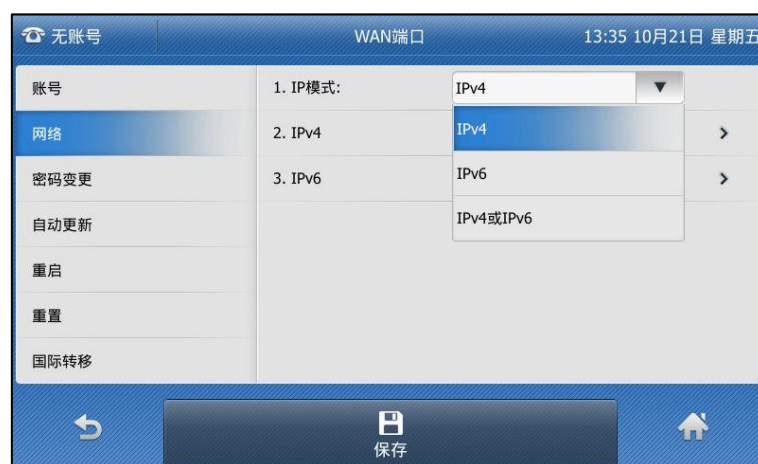 无账号 WAN端口 13:35 10月21日 星期五
账号 1. IP模式: IPv4
网络 2. IPv4 IPv4
密码变更 3. IPv6 IPv6
自动更新 IPv4或IPv6
重启
重置
国际转移
保存